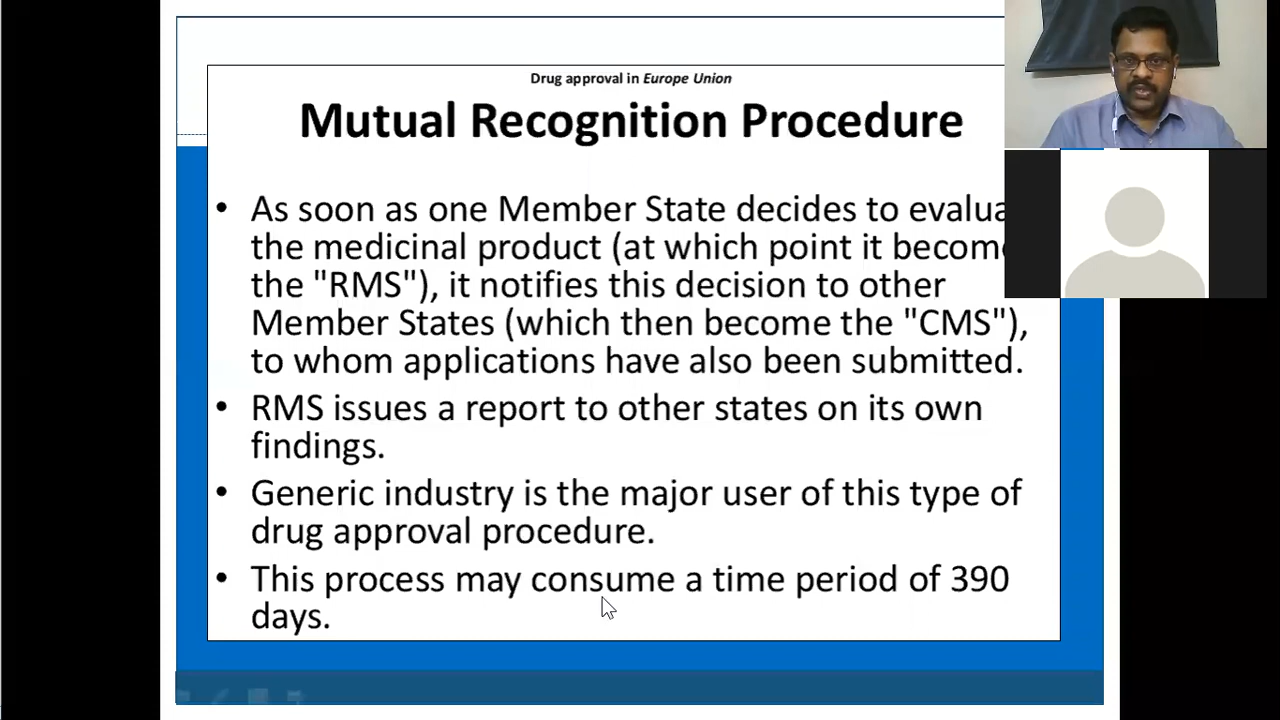 Drug approval in Europe Union
Mutual Recognition Procedure
• As soon as one Member State decides to
the medicinal product (at which point it
the "RMS"), it notifies this decision to other
Member States (which then become the "CMS"),
to whom applications have also been submitted.
• RMS issues a report to other states on its own
findings.
• Generic industry is the major user of this type of
drug approval procedure.
• This process may consume a time period of 390
days.